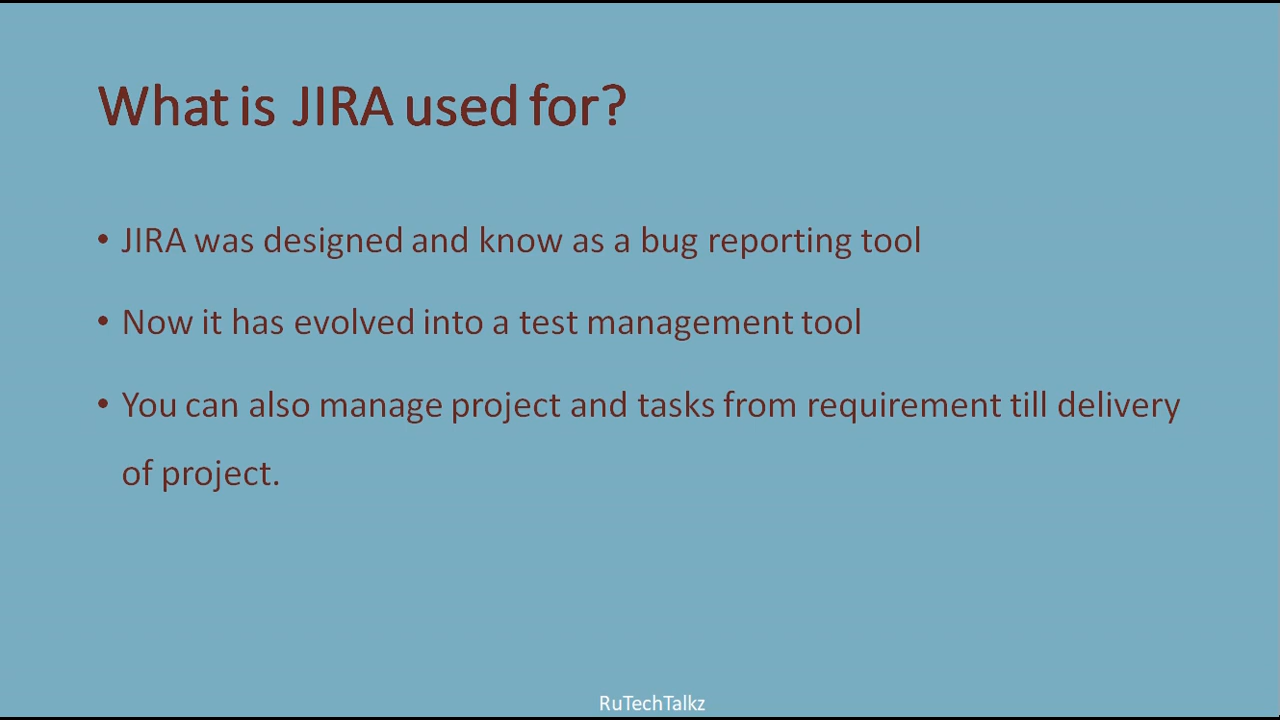 What is JIRA used for?
• JIRA was designed and know as a bug reporting tool
• Now it has evolved into a test management tool
• You can also manage project and tasks from requirement till delivery
of project.
RuTechTalkz